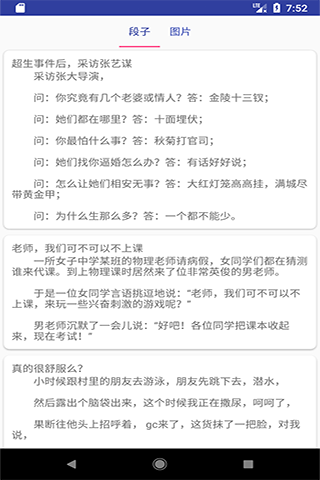 LTE 7:52
段子 图片
超生事件后，采访张艺谋
采访张大导演，
问：你究竟有几个老婆或情人？答：金陵十三钗；
问：她们都在哪里？答：十面埋伏；
问：你最怕什么事？答：秋菊打官司；
问：她们找你逼婚怎么办？答：有话好好说；
问：怎么让她们相安无事？答：大红灯笼高高挂，满城尽
带黄金甲；
问：为什么生那么多？答：一个都不能少。
老师，我们可不可以不上课
一所女子中学某班的物理老师请病假，女同学们都在猜测
谁来代课。到上物理课时居然来了位非常英俊的男老师。
于是一位女同学言语挑逗地说：“老师，我们可不可以不
上课，来玩一些兴奋刺激的游戏呢？”
男老师沉默了一会儿说：“好吧！各位同学把课本收起
来，现在考试！”
真的很舒服么？
小时候跟村里的朋友去游泳，朋友先跳下去，潜水，
然后露出个脑袋出来，这个时候我正在撒尿，呵呵了，
果断往他头上招呼着， gc来了，这货抹了一把脸，对我
说，